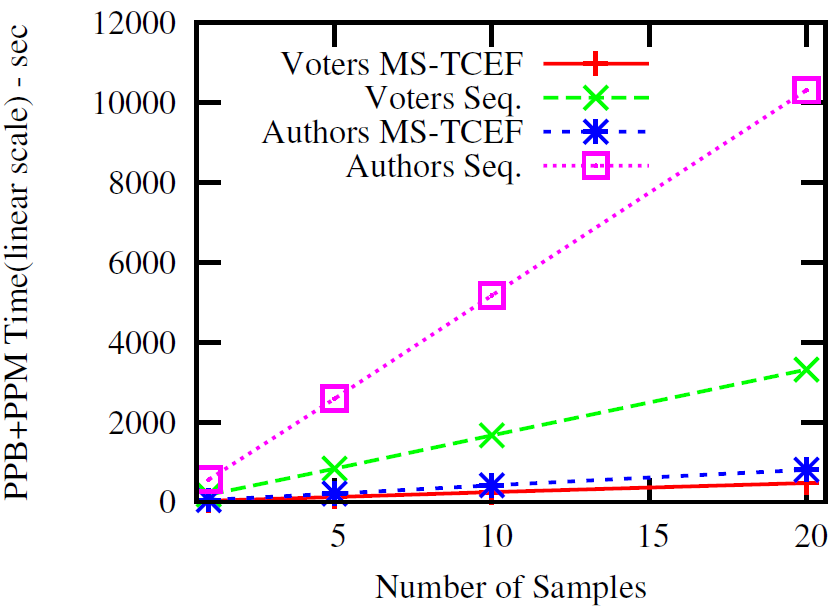 PPB+PPM Time(linear scale) - sec
12000
10000
8000
6000
4000
2000
0
Voters MS-TCEF
Voters Seq.
Authors MS-TCEF
Authors Seq.
5 10 15 20
Number of Samples